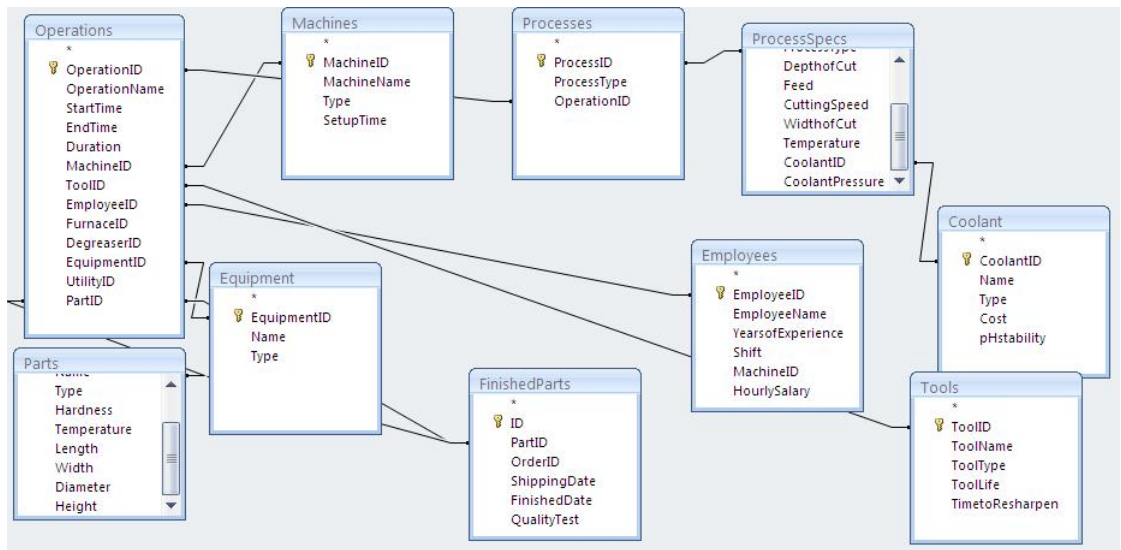 Operations
*
OperationID
OperationName
StartTime
EndTime
Duration
MachineID
ToolID
EmployeeID
FurnaceID
DegreaserID
EquipmentID
UtilityID
PartID
Machines
*
MachineID
MachineName
Type
SetupTime
Processes
*
ProcessID
ProcessType
OperationID
ProcessSpecs
ProcessType
DepthofCut
Feed
CuttingSpeed
WidthofCut
Temperature
CoolantID
CoolantPressure
Coolant
*
CoolantID
Name
Type
Cost
pHstability
Equipment
*
EquipmentID
Name
Type
Employees
*
EmployeeID
EmployeeName
YearsofExperience
Shift
MachineID
HourlySalary
Parts
Name
Type
Hardness
Temperature
Length
Width
Diameter
Height
FinishedParts
*
ID
PartID
OrderID
ShippingDate
FinishedDate
QualityTest
Tools
*
ToolID
ToolName
ToolType
ToolLife
TimetoResharpen